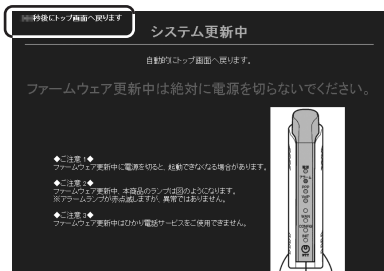 秒後にトップ画面へ戻ります
システム更新中
自動的にトップ画面へ戻ります。
ファームウェア更新中は絶対に電源を切らないでください。
◆ご注意1◆
ファームウェア更新中に電源を切ると、起動できなくなる場合があります。
◆ご注意2◆
ファームウェア更新中、本商品のランプは図のようになります。
※アラームランプが赤点滅しますが、異常ではありません。
◆ご注意3◆
ファームウェア更新中はひかり電話サービスをご使用できません。